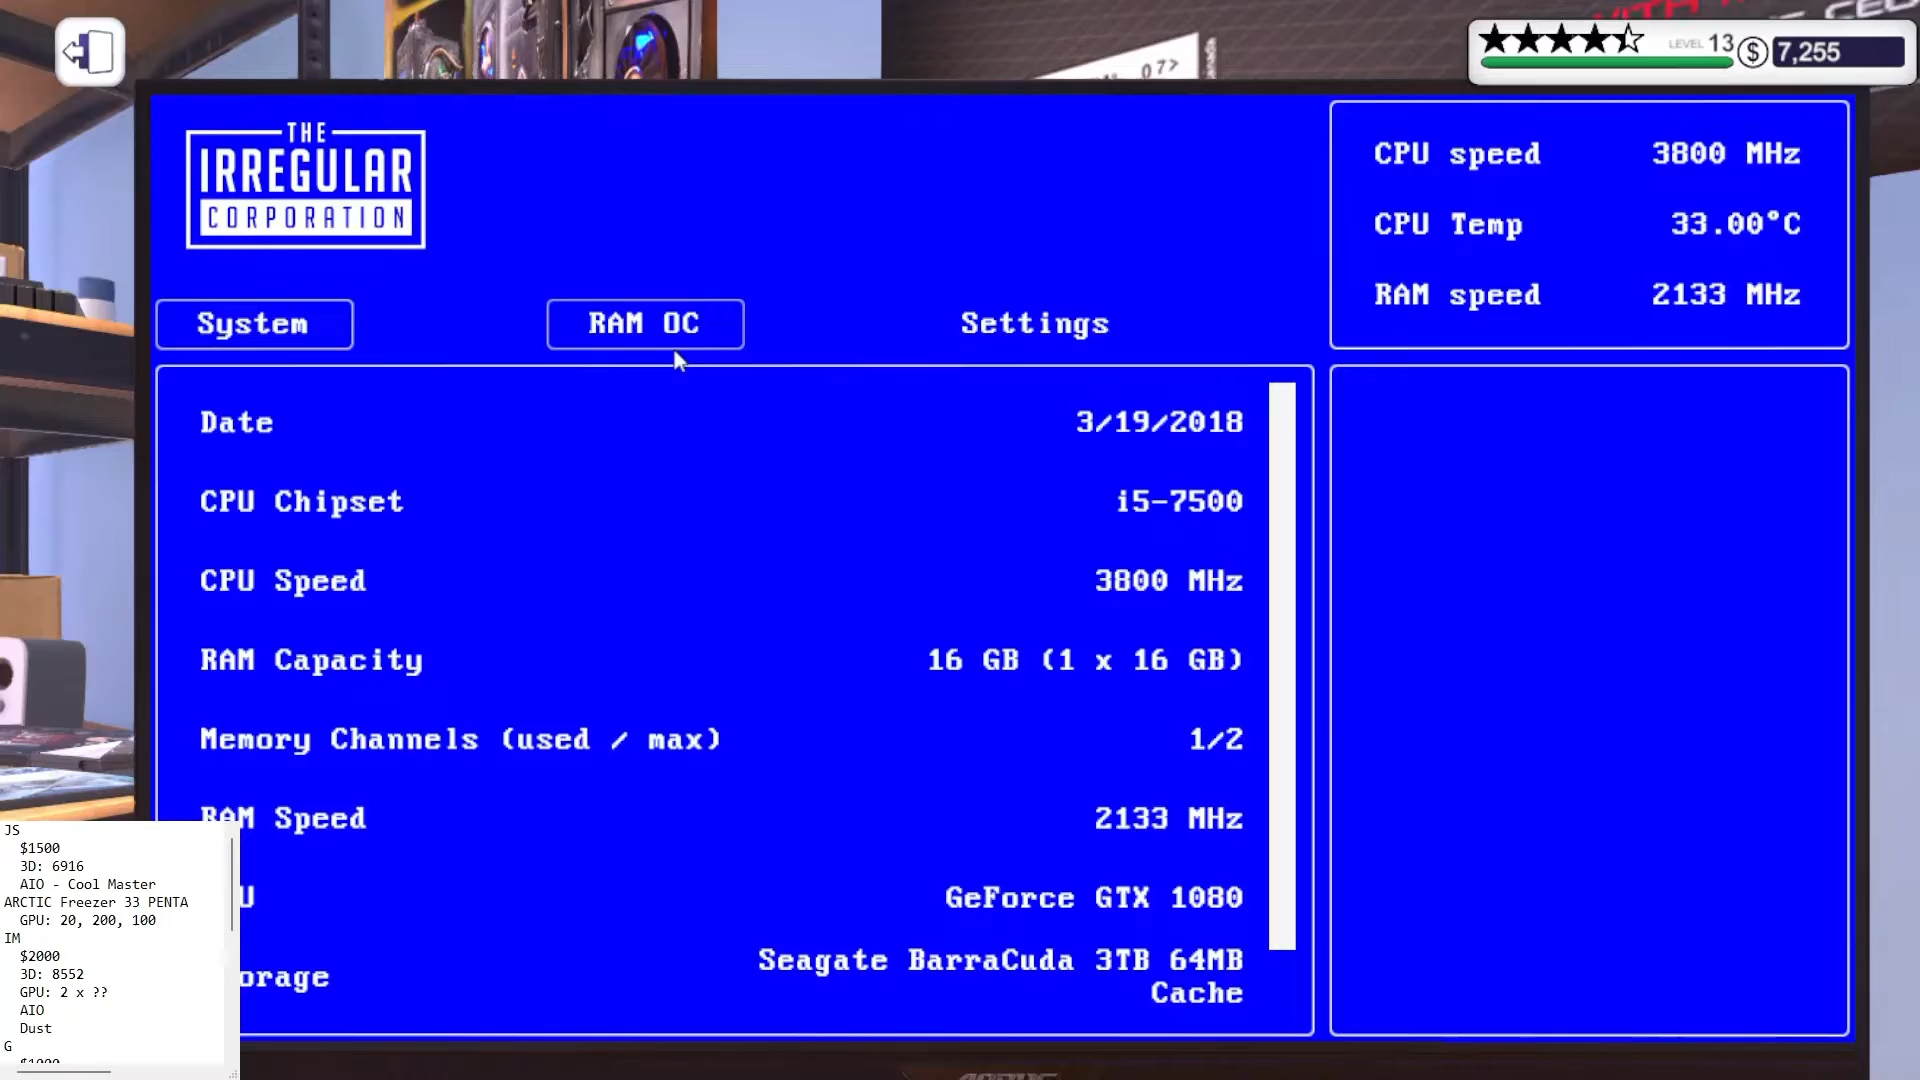 LEVEL 13
$ 7,255
07>
THE
IRREGULAR
CORPORATION
CPU speed 3800 MHz
CPU Temp 33.00°C
RAM speed 2133 MHz
System RAM OC Settings
Date 3/19/2018
CPU Chipset i5-7500
CPU Speed 3800 MHz
RAM Capacity 16 GB (1 x 16 GB)
Memory Channels (used / max) 1/2
RAM Speed 2133 MHz
U GeForce GTX 1080
orage Seagate BarraCuda 3TB 64MB
Cache
JS
$1500
3D: 6916
AIO - Cool Master
ARCTIC Freezer 33 PENTA
GPU: 20, 200, 100
IM
$2000
3D: 8552
GPU: 2 x ??
AIO
Dust
G
$1000